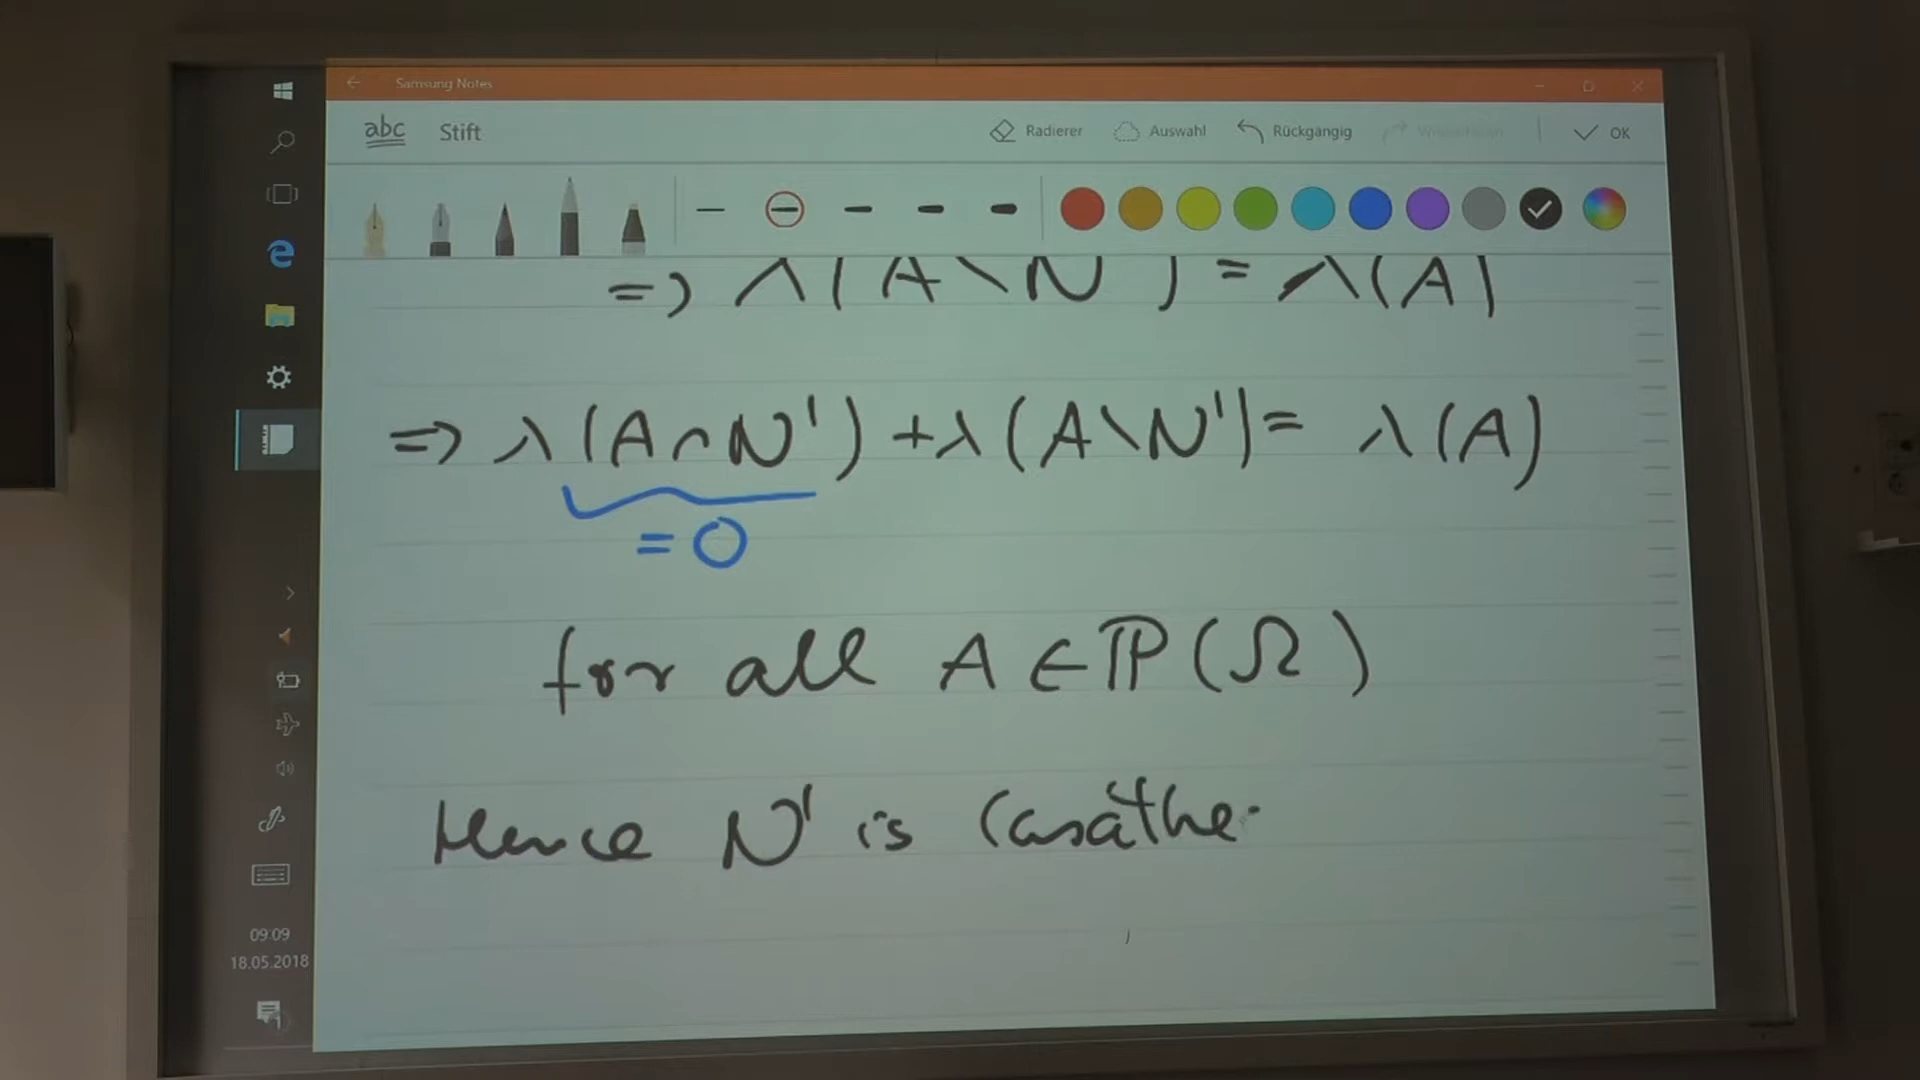 Samsung Notes
abc Stift Radierer Auswahl Rückgängig OK
=> λ(A \ N') = λ(A)
=> λ(A ∩ N') + λ(A \ N') = λ(A)
= 0
for all A ∈ ℙ(Ω)
Hence N' is Carathe
09:09
18.05.2018